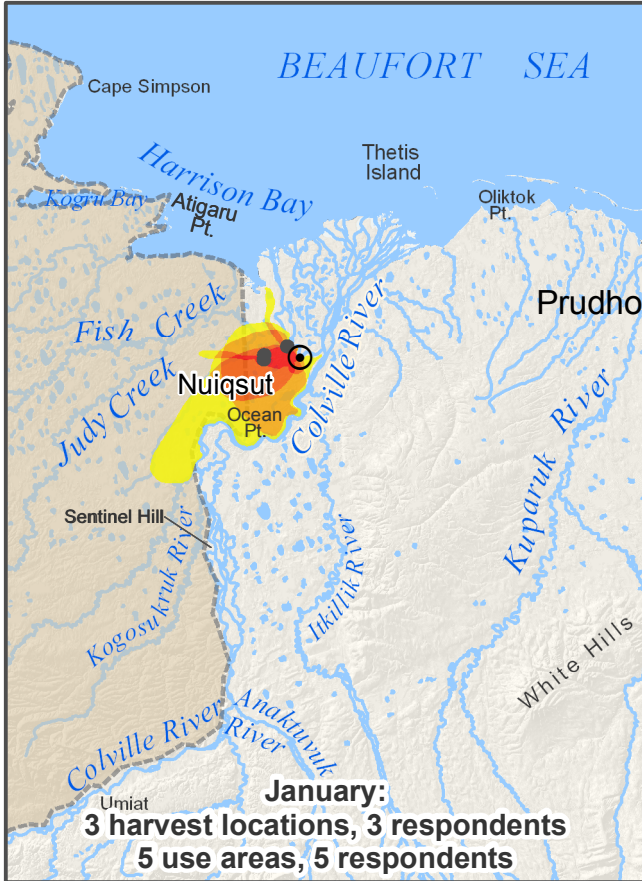 BEAUFORT SEA
Cape Simpson
Harrison Bay
Thetis
Island
Kogru Bay
Atigaru
Pt.
Oliktok
Pt.
Fish Creek
Prudho
Judy Creek
Nuiqsut
Ocean
Pt.
Colville River
Kuparuk River
Sentinel Hill
Kogosukruk River
Itkillik River
White Hills
Colville River
Anaktuvuk
River
Umiat
January:
3 harvest locations, 3 respondents
5 use areas, 5 respondents